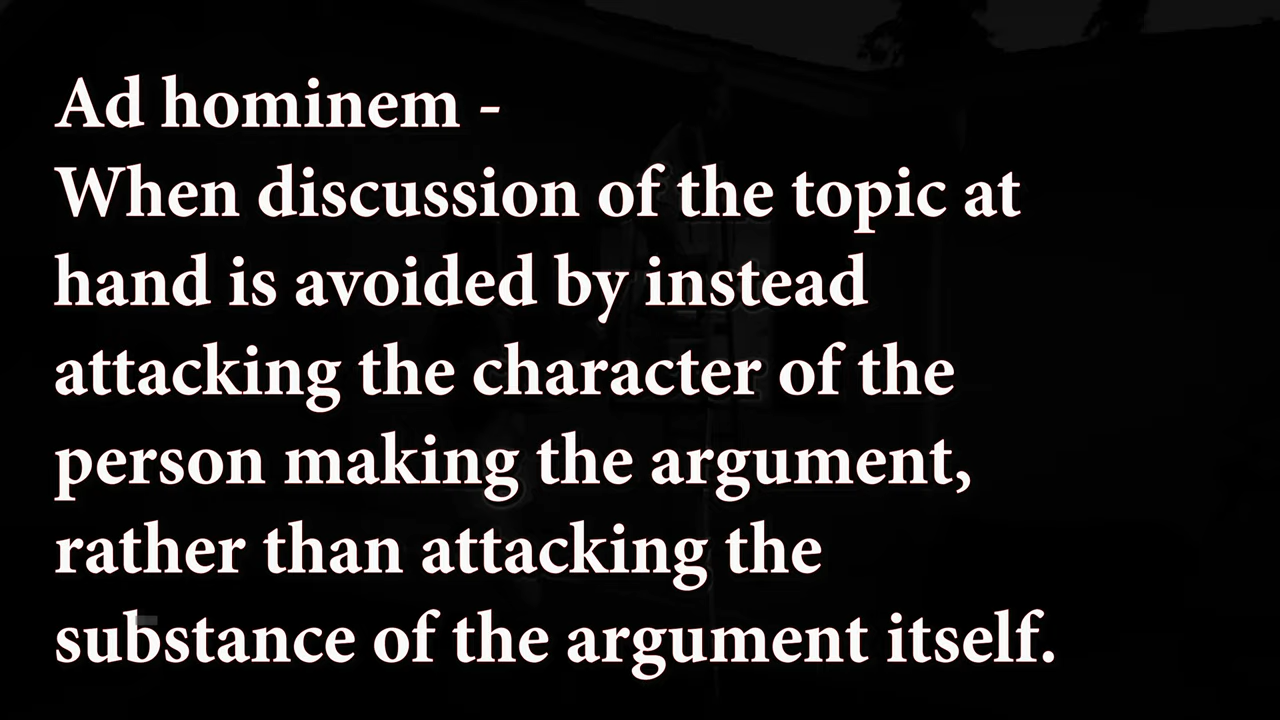 Ad hominem -
When discussion of the topic at
hand is avoided by instead
attacking the character of the
person making the argument,
rather than attacking the
substance of the argument itself.